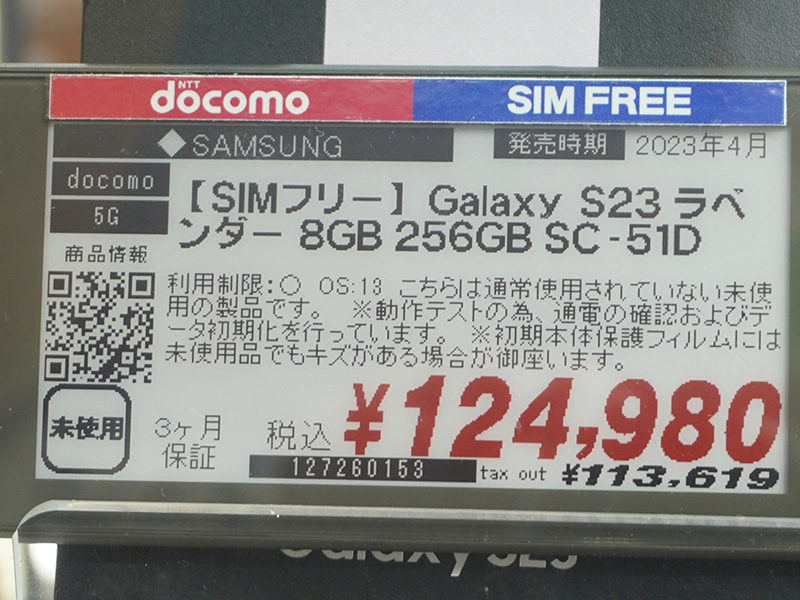 NTT
docomo SIM FREE
◆SAMSUNG 発売時期 2023年4月
docomo
5G
【SIMフリー】 Galaxy S23 ラベ
ンダー 8GB 256GB SC-51D
商品情報
利用制限:○ OS:13 こちらは通常使用されていない未使
用の製品です。 ※動作テストの為、通電の確認およびデ
ータ初期化を行っています。 ※初期本体保護フィルムには
未使用品でもキズがある場合が御座います。
未使用
3ヶ月
保証
税込 ¥124,980
127260153 tax out ¥113,619
Galaxy S23